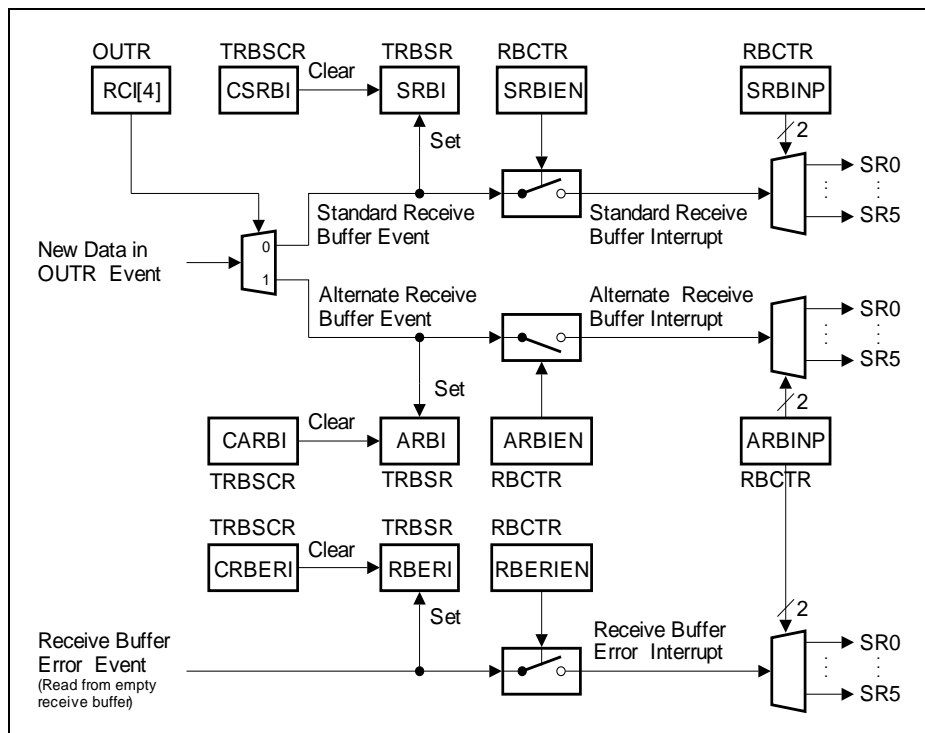 OUTR
TRBSCR
TRBSR
RBCTR
RBCTR
RCI[4]
CSRBI
Clear
SRBI
SRBIEN
SRBINP
Set
2
SR0
SR5
Standard Receive
Buffer Event
Standard Receive
Buffer Interrupt
New Data in
OUTR Event
0
1
Alternate Receive
Buffer Event
Alternate Receive
Buffer Interrupt
SR0
SR5
Set
2
CARBI
Clear
ARBI
ARBIEN
ARBINP
TRBSCR
TRBSR
RBCTR
RBCTR
TRBSCR
TRBSR
RBCTR
CRBERI
Clear
RBERI
RBERIEN
Set
2
Receive Buffer
Error Event
(Read from empty
receive buffer)
Receive Buffer
Error Interrupt
SR0
SR5